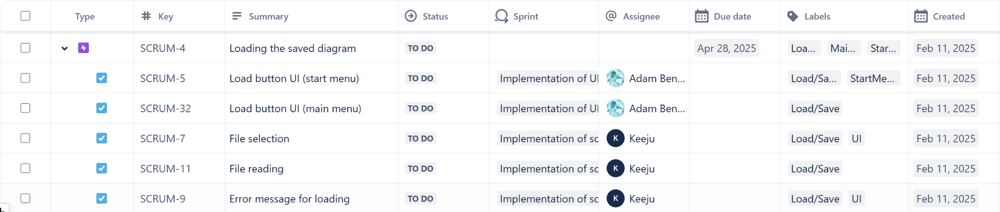 Type Key Summary Status Sprint Assignee Due date Labels Created
SCRUM-4 Loading the saved diagram TO DO Apr 28, 2025 Loa... Mai... Star... Feb 11, 2025
SCRUM-5 Load button UI (start menu) TO DO Implementation of UI Adam Ben... Load/Sa... StartMe... Feb 11, 2025
SCRUM-32 Load button UI (main menu) TO DO Implementation of UI Adam Ben... Load/Save Feb 11, 2025
SCRUM-7 File selection TO DO Implementation of sc K Keeju Load/Save UI Feb 11, 2025
SCRUM-11 File reading TO DO Implementation of sc K Keeju Load/Save Feb 11, 2025
SCRUM-9 Error message for loading TO DO Implementation of sc K Keeju Load/Save UI Feb 11, 2025